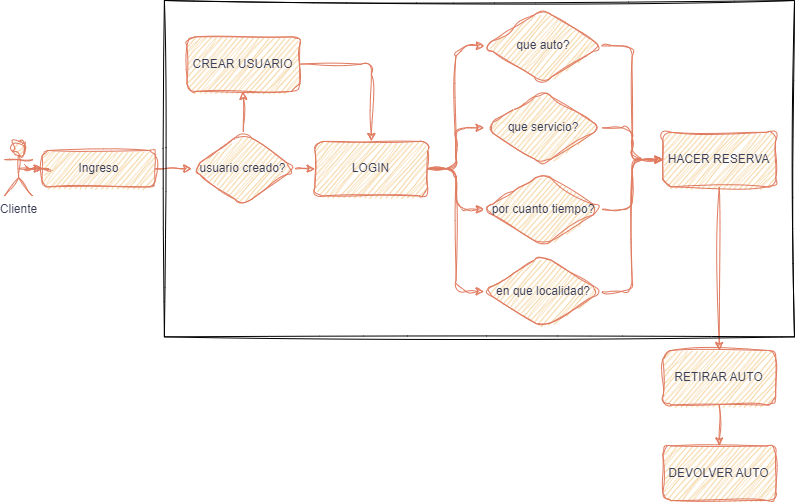 que auto?
CREAR USUARIO
que servicio?
HACER RESERVA
Ingreso
usuario creado?
LOGIN
Cliente
por cuanto tiempo?
en que localidad?
RETIRAR AUTO
DEVOLVER AUTO